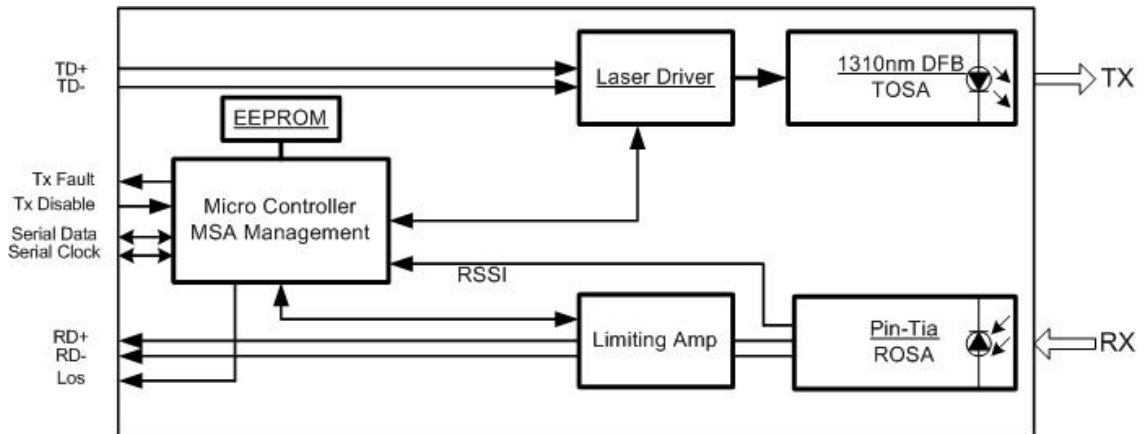 TD+
TD-
Laser Driver
1310nm DFB
TOSA
TX
EEPROM
Tx Fault
Tx Disable
Serial Data
Serial Clock
Micro Controller
MSA Management
RSSI
RD+
RD-
Los
Limiting Amp
Pin-Tia
ROSA
RX